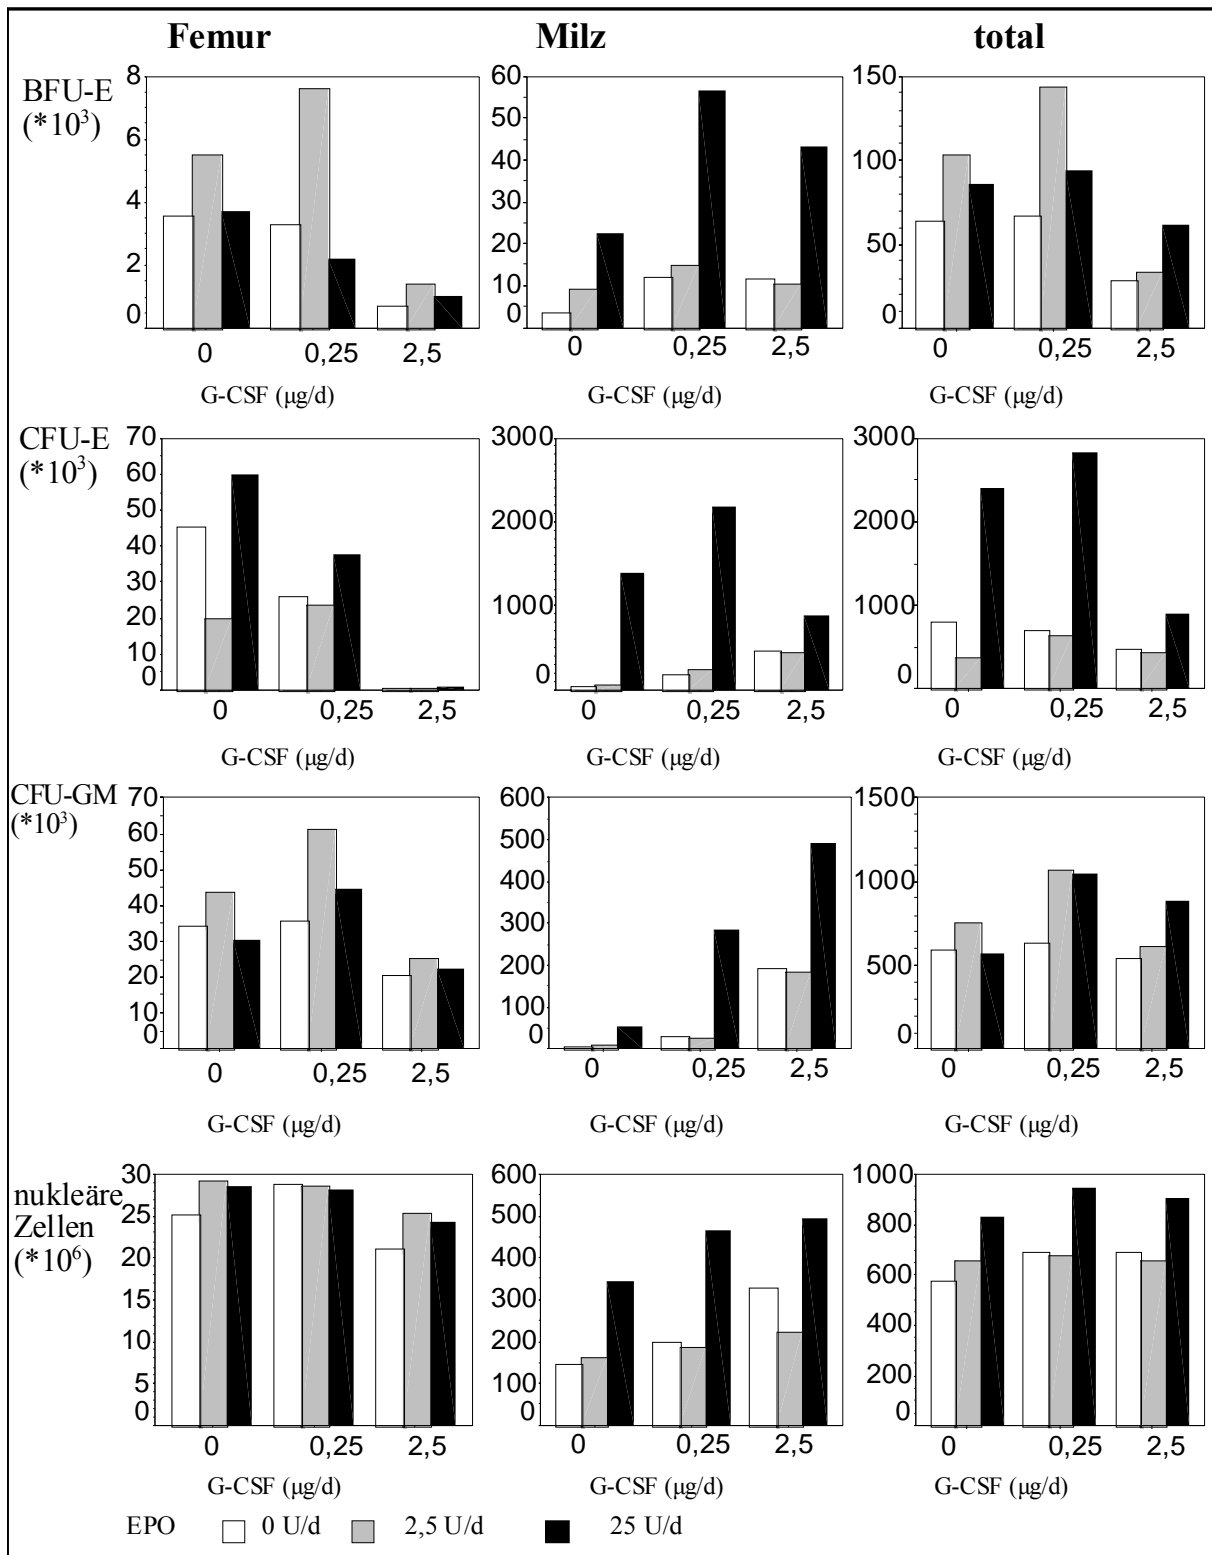 Femur Milz total
BFU-E
(*10³)
8
6
4
2
0
0 0,25 2,5
G-CSF (µg/d)
60
50
40
30
20
10
0
0 0,25 2,5
G-CSF (µg/d)
150
100
50
0
0 0,25 2,5
G-CSF (µg/d)
CFU-E
(*10³)
70
60
50
40
30
20
10
0
0 0,25 2,5
G-CSF (µg/d)
3000
2000
1000
0
0 0,25 2,5
G-CSF (µg/d)
3000
2000
1000
0
0 0,25 2,5
G-CSF (µg/d)
CFU-GM
(*10³)
70
60
50
40
30
20
10
0
0 0,25 2,5
G-CSF (µg/d)
600
500
400
300
200
100
0
0 0,25 2,5
G-CSF (µg/d)
1500
1000
500
0
0 0,25 2,5
G-CSF (µg/d)
nukleäre
Zellen
(*10⁶)
30
25
20
15
10
5
0
0 0,25 2,5
G-CSF (µg/d)
600
500
400
300
200
100
0
0 0,25 2,5
G-CSF (µg/d)
1000
800
600
400
200
0
0 0,25 2,5
G-CSF (µg/d)
EPO 0 U/d 2,5 U/d 25 U/d